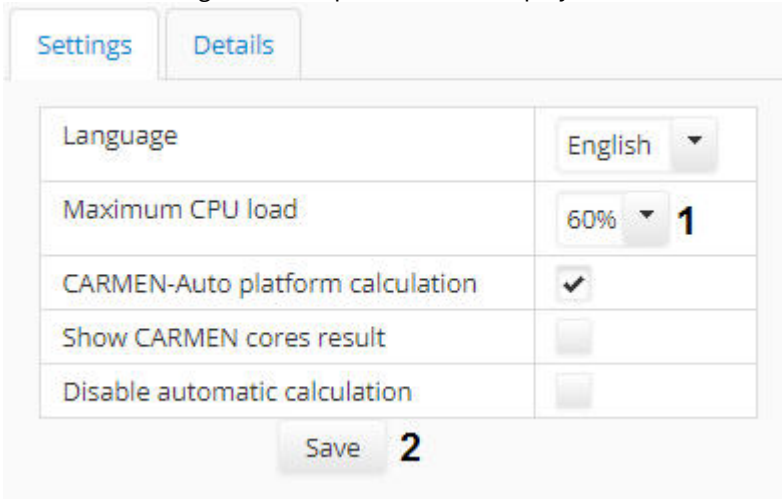 Settings Details
Language English
Maximum CPU load 60% 1
CARMEN-Auto platform calculation
Show CARMEN cores result
Disable automatic calculation
Save 2